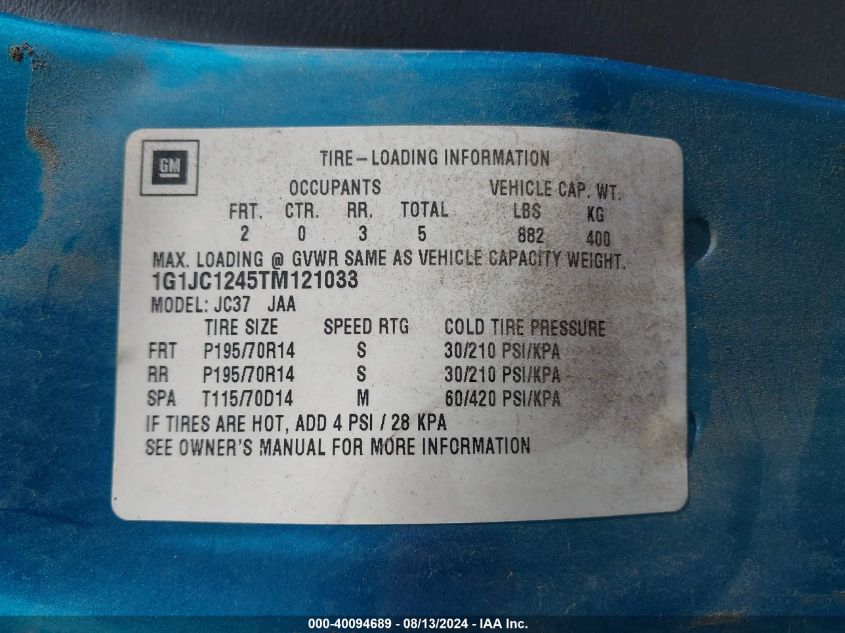 GM
TIRE-LOADING INFORMATION
OCCUPANTS VEHICLE CAP. WT.
FRT. CTR. RR. TOTAL LBS KG
2 0 3 5 882 400
MAX. LOADING @ GVWR SAME AS VEHICLE CAPACITY WEIGHT.
1G1JC1245TM121033
MODEL: JC37 JAA
TIRE SIZE SPEED RTG COLD TIRE PRESSURE
FRT P195/70R14 S 30/210 PSI/KPA
RR P195/70R14 S 30/210 PSI/KPA
SPA T115/70D14 M 60/420 PSI/KPA
IF TIRES ARE HOT, ADD 4 PSI / 28 KPA
SEE OWNER'S MANUAL FOR MORE INFORMATION
000-40094689 - 08/13/2024 - IAA Inc.